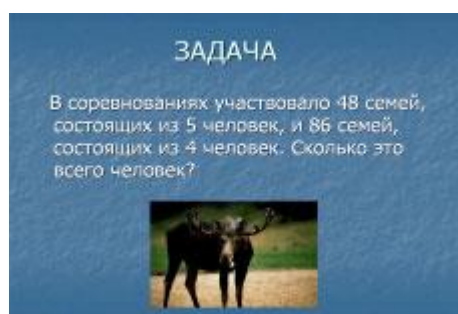 ЗАДАЧА
В соревнованиях участвовало 48 семей,
состоящих из 5 человек, и 86 семей,
состоящих из 4 человек. Сколько это
всего человек?